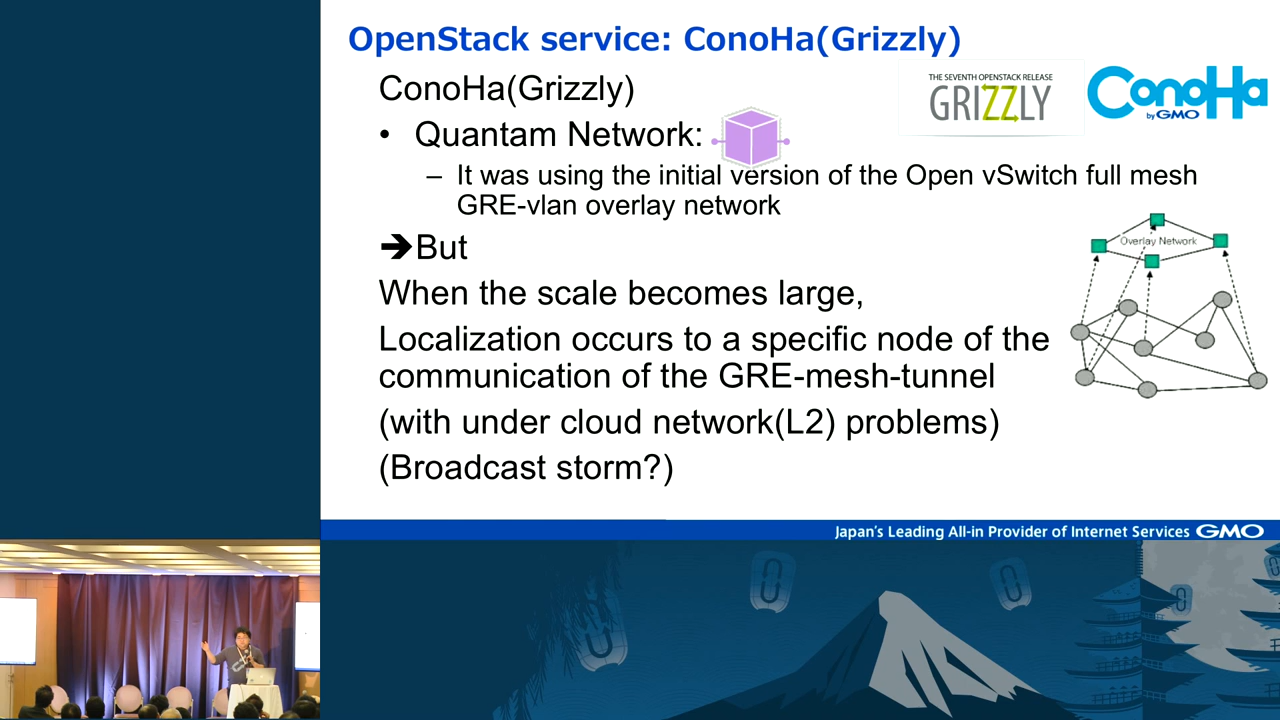 OpenStack service: ConoHa(Grizzly)
ConoHa(Grizzly)
THE SEVENTH OPENSTACK RELEASE
GRIZZLY
ConoHa
by GMO
• Quantam Network:
– It was using the initial version of the Open vSwitch full mesh
GRE-vlan overlay network
➔But
Overlay Network
When the scale becomes large,
Localization occurs to a specific node of the
communication of the GRE-mesh-tunnel
(with under cloud network(L2) problems)
(Broadcast storm?)
Japan's Leading All-in Provider of Internet Services GMO